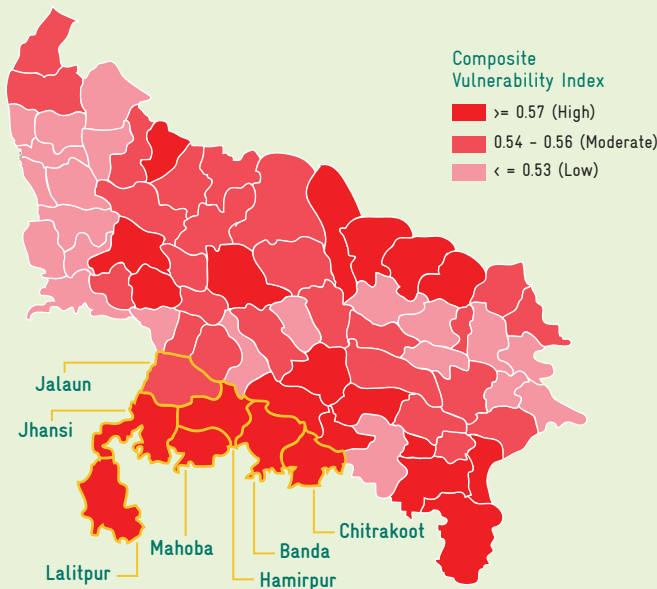 Composite
Vulnerability Index
>= 0.57 (High)
0.54 - 0.56 (Moderate)
< = 0.53 (Low)
Jalaun
Jhansi
Lalitpur
Mahoba
Hamirpur
Banda
Chitrakoot